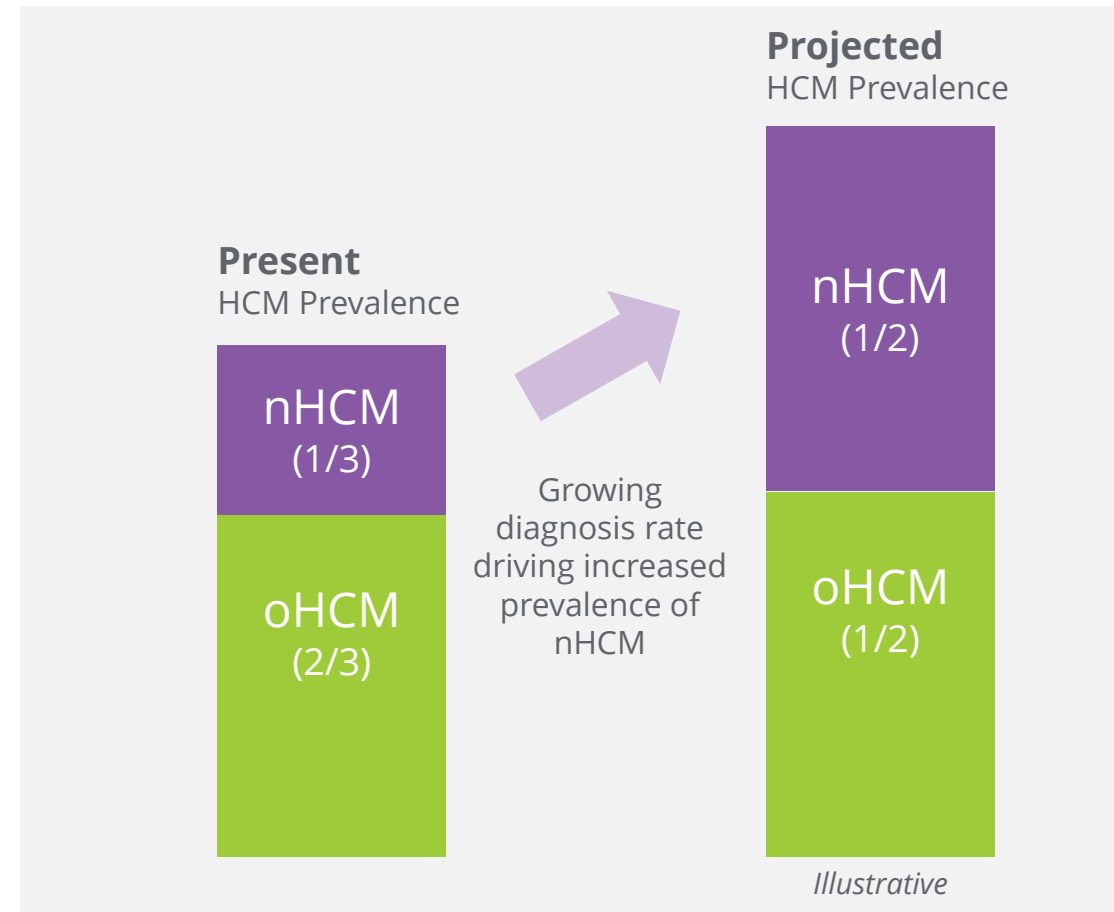 Present
HCM Prevalence
nHCM
(1/3)
oHCM
(2/3)
Growing
diagnosis rate
driving increased
prevalence of
nHCM
Projected
HCM Prevalence
nHCM
(1/2)
oHCM
(1/2)
Illustrative